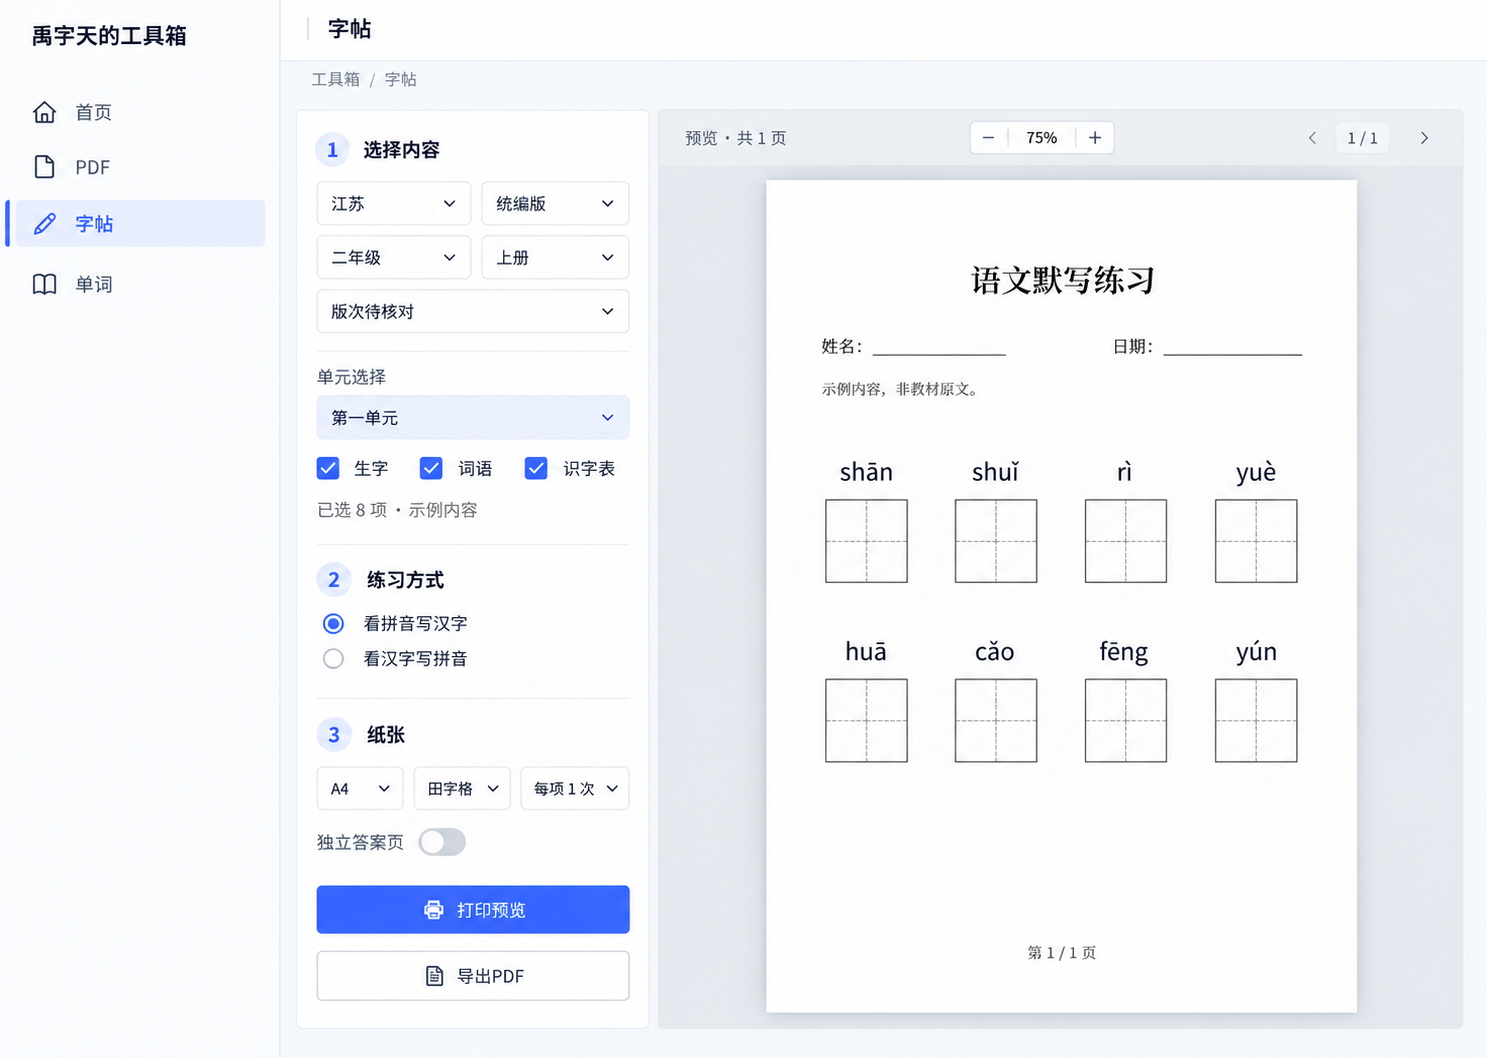 禹字天的工具箱
首页
PDF
字帖
单词
字帖
工具箱 / 字帖
1 选择内容
江苏 统编版
二年级 上册
版次待核对
单元选择
第一单元
生字 词语 识字表
已选 8 项 · 示例内容
2 练习方式
看拼音写汉字
看汉字写拼音
3 纸张
A4 田字格 每项 1 次
独立答案页
打印预览
导出PDF
预览 · 共 1 页 − 75% + 1 / 1
语文默写练习
姓名：______ 日期：______
示例内容，非教材原文。
shān shuǐ rì yuè
huā cǎo fēng yún
第 1 / 1 页